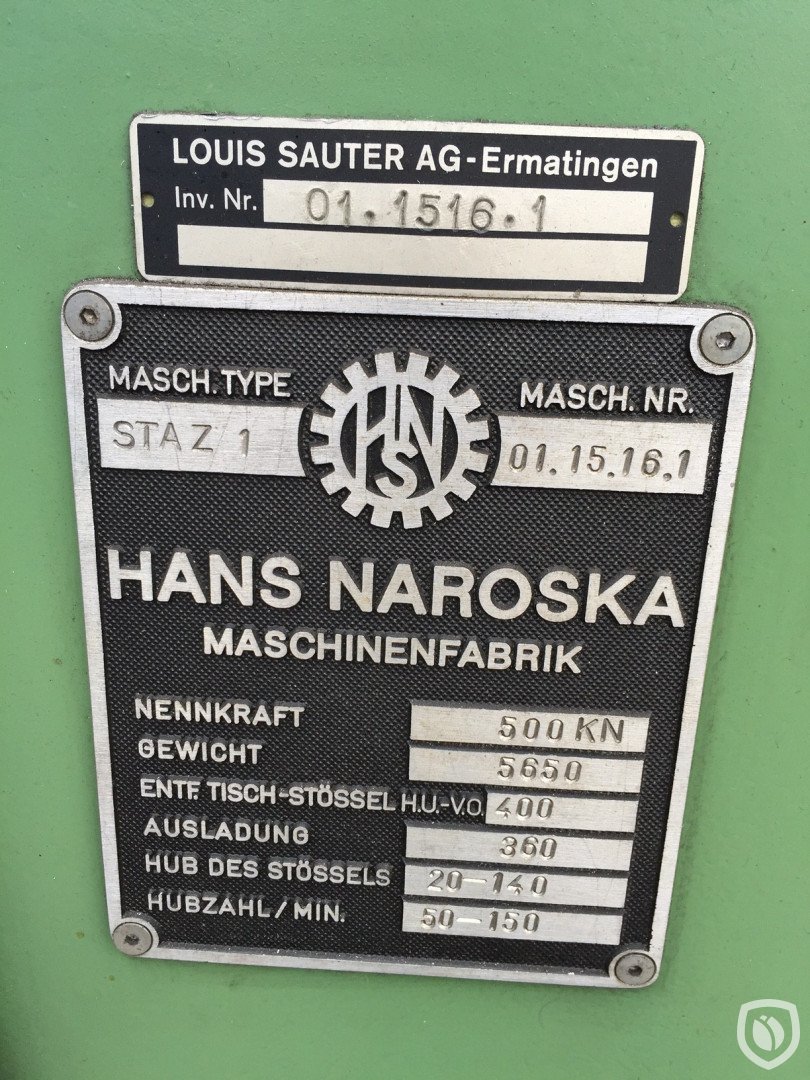 LOUIS SAUTER AG-Ermatingen
Inv. Nr. 01.1516.1
MASCH. TYPE
STA Z 1
HNS
MASCH. NR.
01.15.16.1
HANS NAROSKA
MASCHINENFABRIK
NENNKRAFT 500 KN
GEWICHT 5650
ENTF. TISCH-STÖSSEL H.U.-V.O. 400
AUSLADUNG 360
HUB DES STÖSSELS 20-140
HUBZAHL/MIN. 50-150